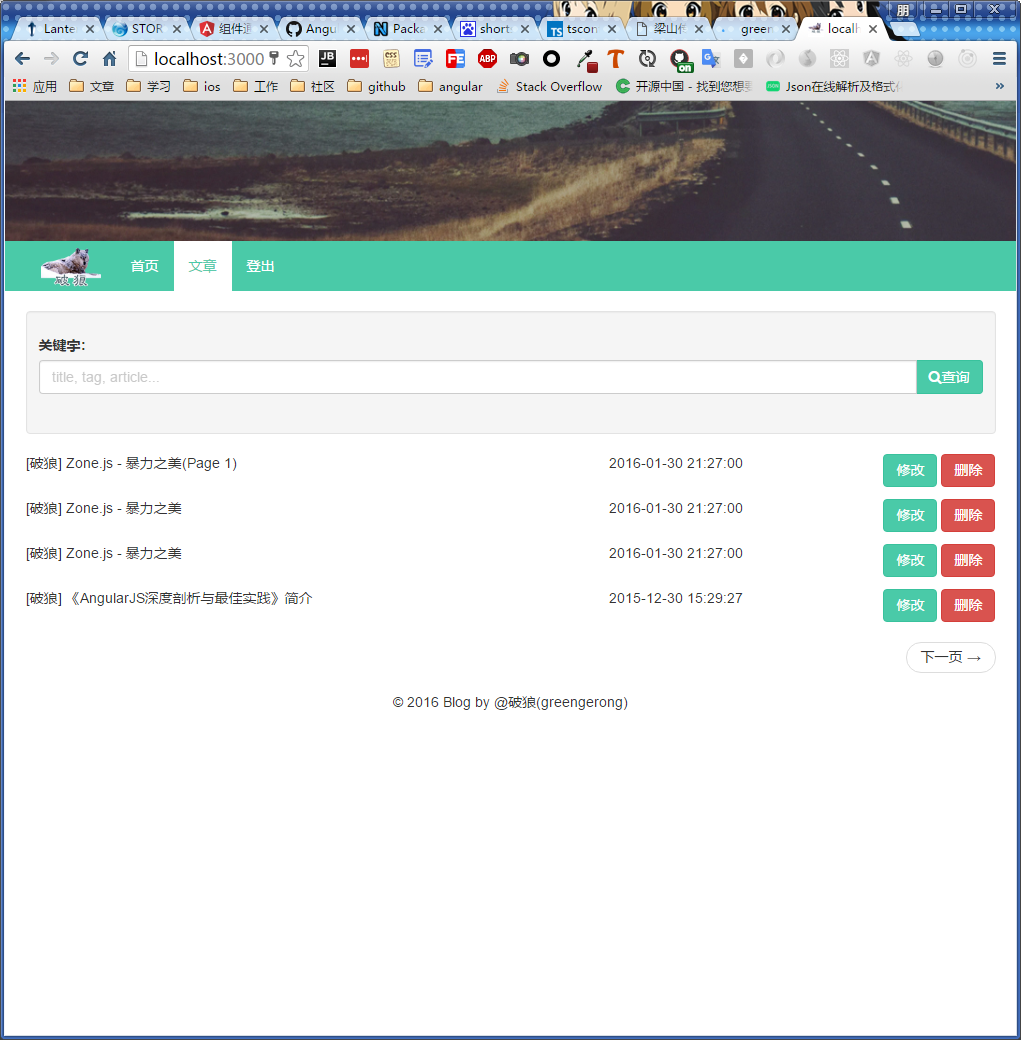 朋
Lante STOR 组件 Angu Packa short tscon 梁山 green locall
localhost:3000
应用 文章 学习 ios 工作 社区 github angular Stack Overflow 开源中国 - 找到您想 Json在线解析及格式
破 狼 首页 文章 登出
关键字:
title, tag, article... 查询
[破狼] Zone.js - 暴力之美(Page 1) 2016-01-30 21:27:00 修改 删除
[破狼] Zone.js - 暴力之美 2016-01-30 21:27:00 修改 删除
[破狼] Zone.js - 暴力之美 2016-01-30 21:27:00 修改 删除
[破狼] 《AngularJS深度剖析与最佳实践》简介 2015-12-30 15:29:27 修改 删除
下一页 →
© 2016 Blog by @破狼(greengerong)